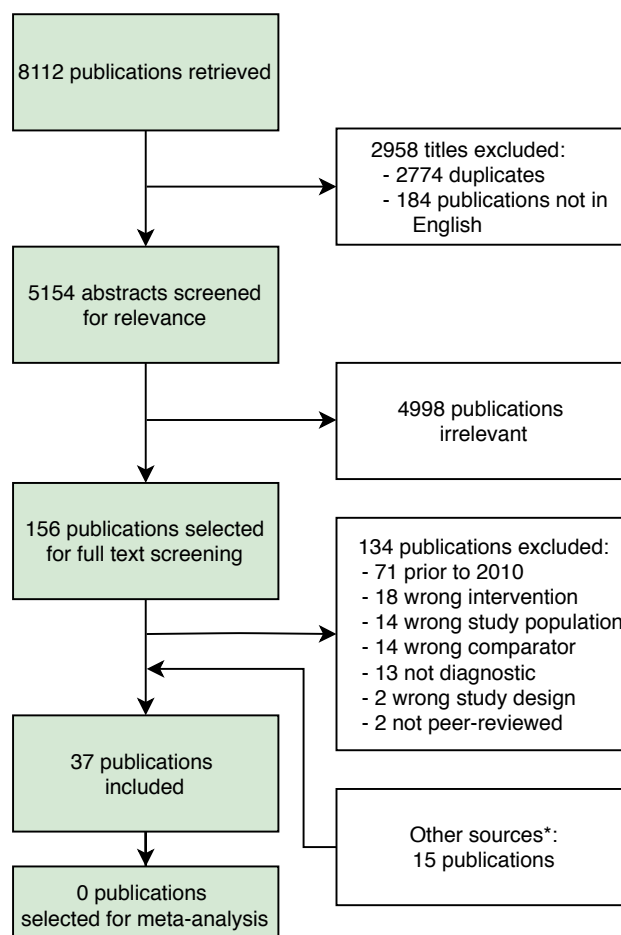 8112 publications retrieved
2958 titles excluded:
- 2774 duplicates
- 184 publications not in
English
5154 abstracts screened
for relevance
4998 publications
irrelevant
156 publications selected
for full text screening
134 publications excluded:
- 71 prior to 2010
- 18 wrong intervention
- 14 wrong study population
- 14 wrong comparator
- 13 not diagnostic
- 2 wrong study design
- 2 not peer-reviewed
37 publications
included
Other sources*:
15 publications
0 publications
selected for meta-analysis